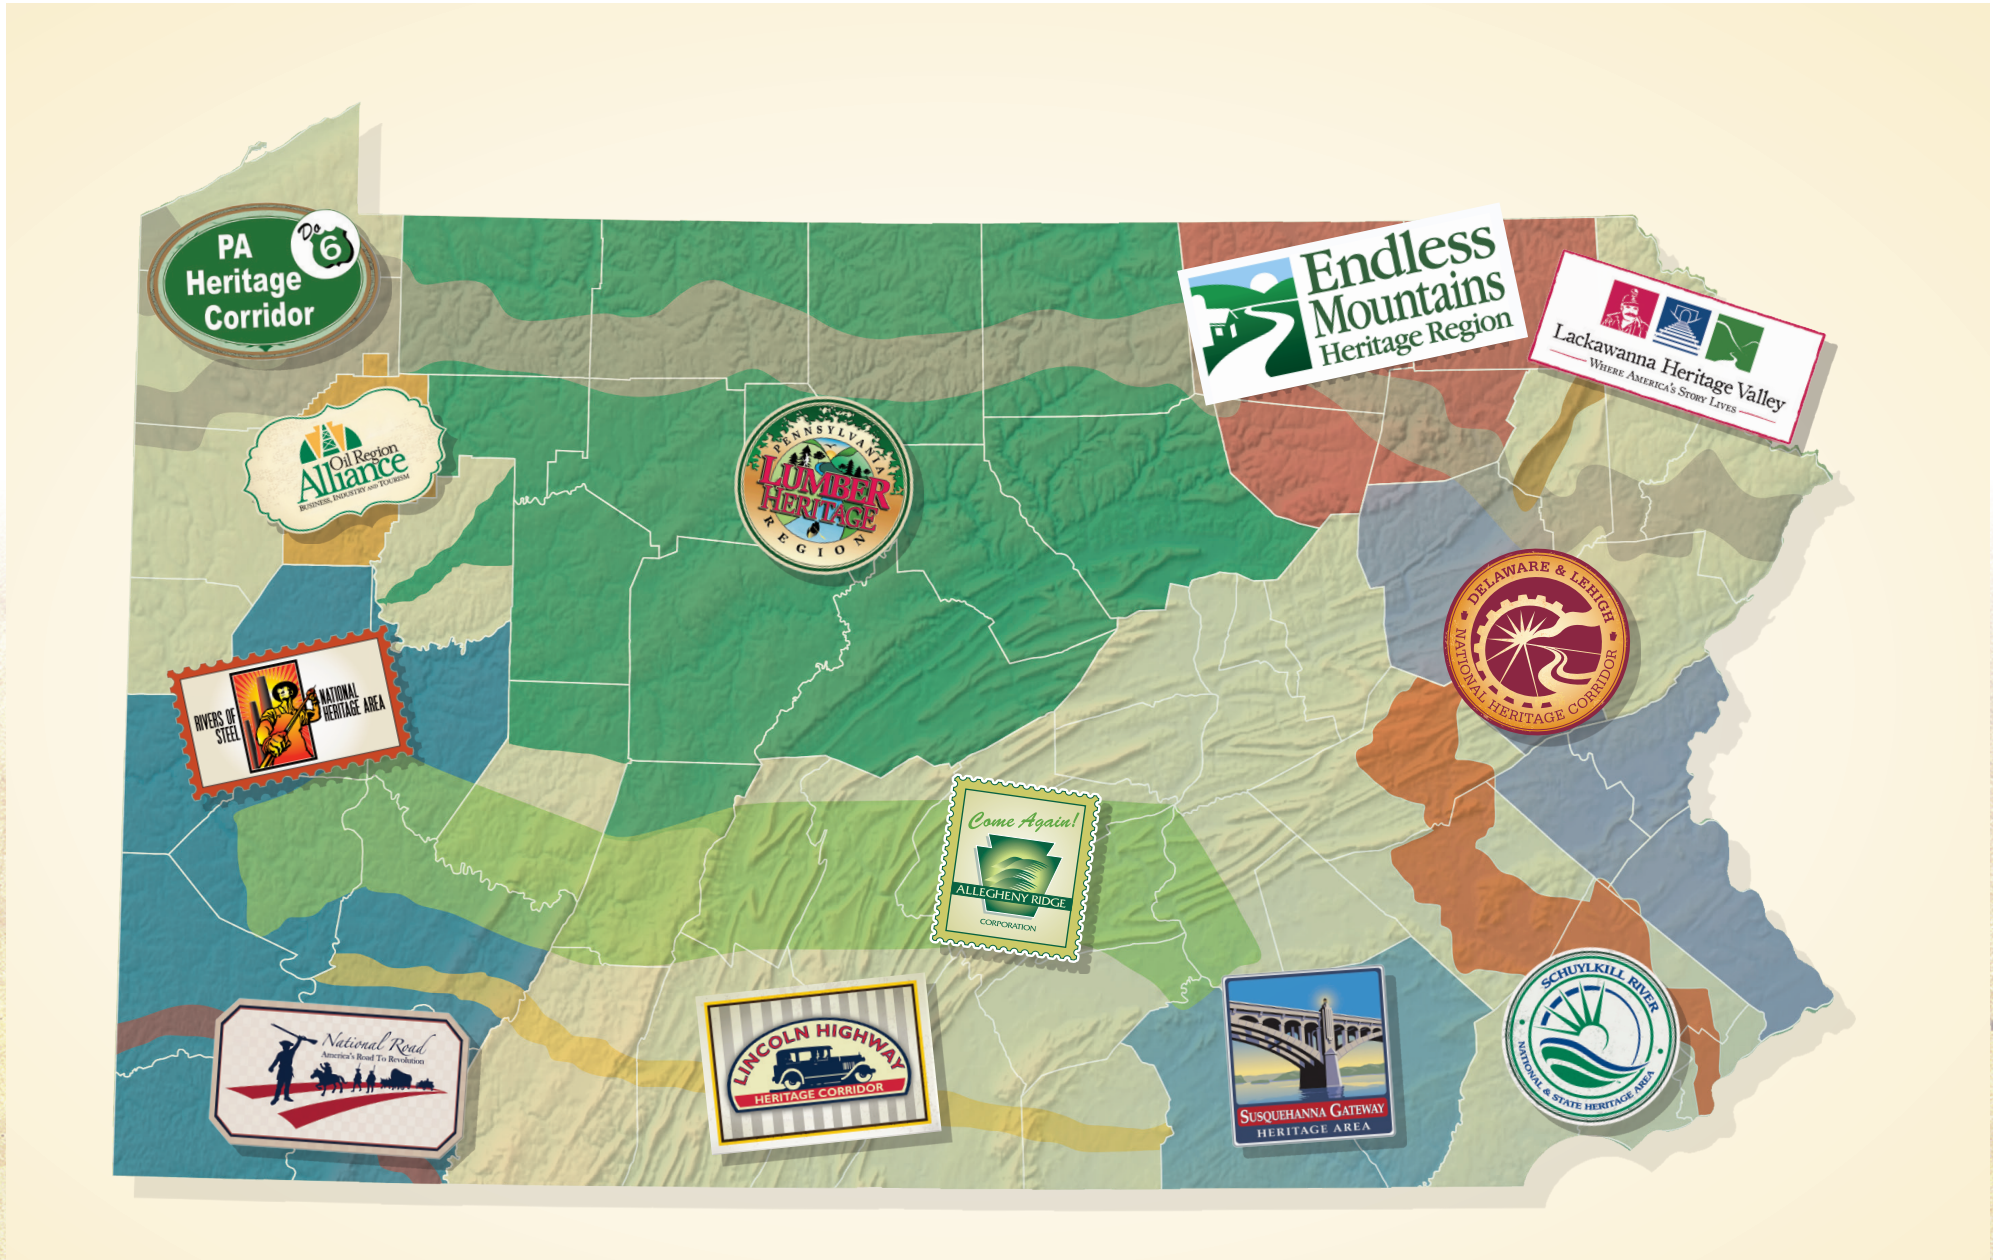 Do
6
PA
Heritage
Corridor
Endless
Mountains
Heritage Region
Lackawanna Heritage Valley
WHERE AMERICA'S STORY LIVES
Oil Region
Alliance
BUSINESS, INDUSTRY AND TOURISM
PENNSYLVANIA
LUMBER
HERITAGE
REGION
DELAWARE & LEHIGH
NATIONAL HERITAGE CORRIDOR
RIVERS OF
STEEL
NATIONAL
HERITAGE AREA
Come Again!
ALLEGHENY RIDGE
CORPORATION
National Road
America's Road To Revolution
LINCOLN HIGHWAY
HERITAGE CORRIDOR
SUSQUEHANNA GATEWAY
HERITAGE AREA
SCHUYLKILL RIVER
NATIONAL & STATE HERITAGE AREA